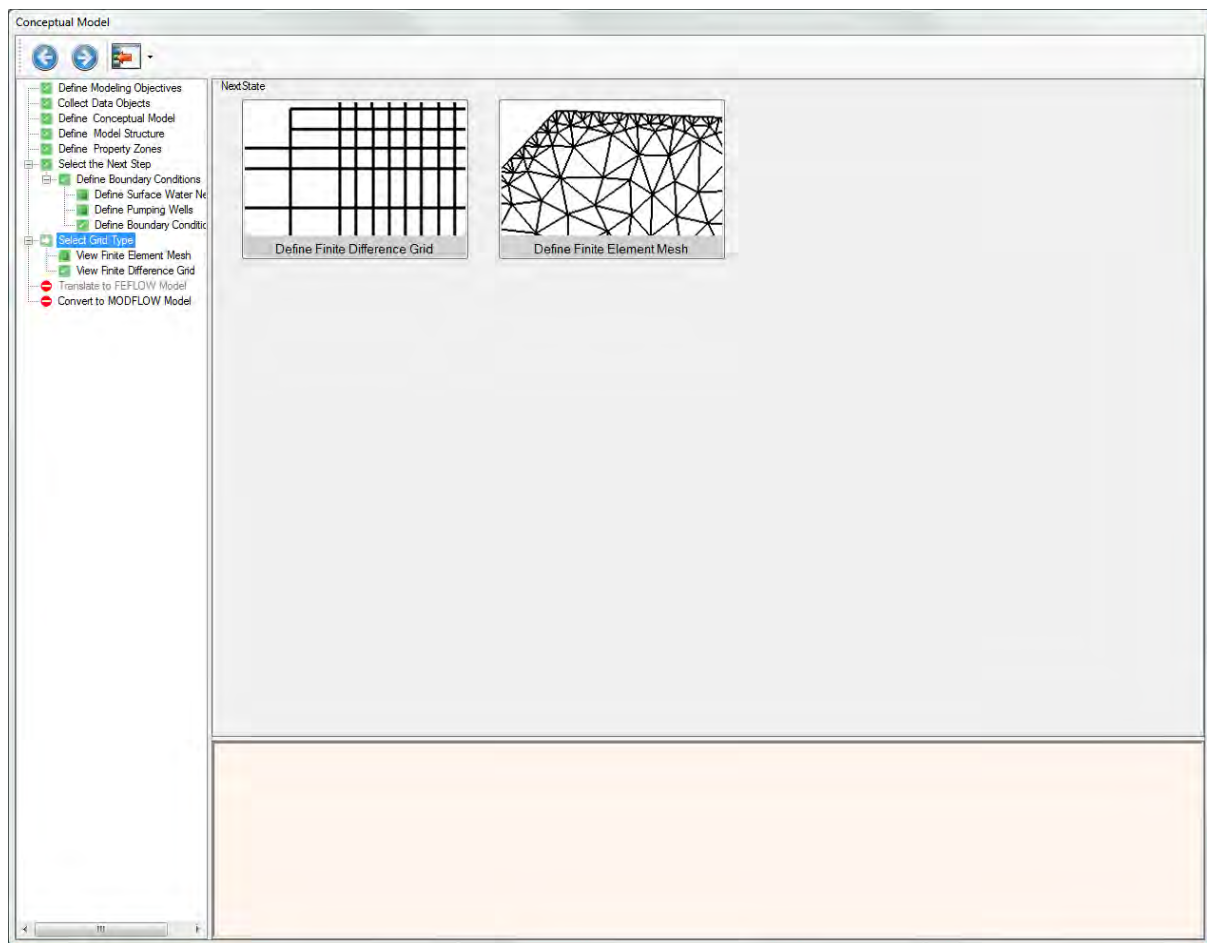 Conceptual Model
Define Modeling Objectives
Collect Data Objects
Define Conceptual Model
Define Model Structure
Define Property Zones
Select the Next Step
Define Boundary Conditions
Define Surface Water Ne
Define Pumping Wells
Define Boundary Conditic
Select Grid Type
View Finite Element Mesh
View Finite Difference Grid
Translate to FEFLOW Model
Convert to MODFLOW Model
NextState
Define Finite Difference Grid
Define Finite Element Mesh